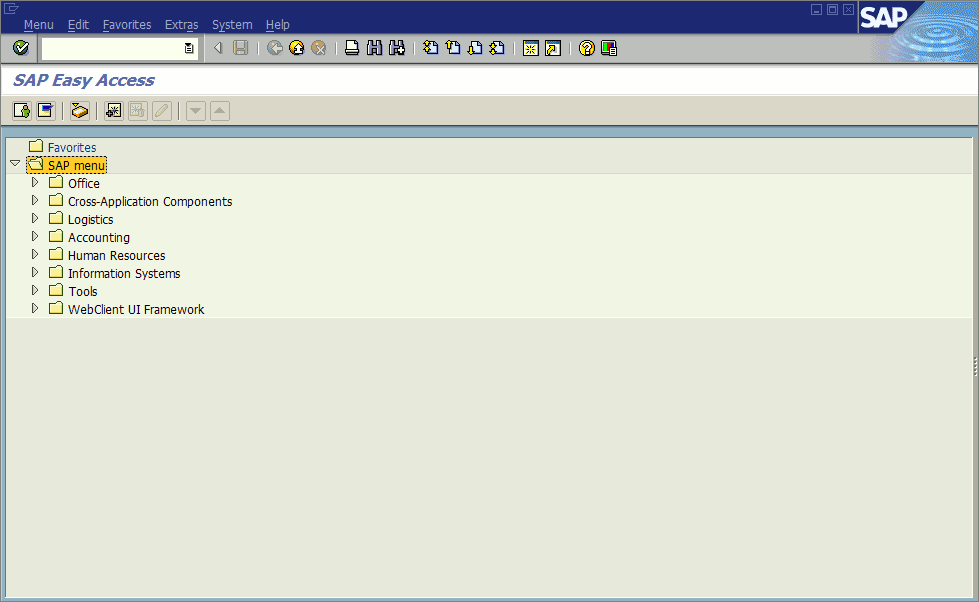 Menu Edit Favorites Extras System Help
SAP
SAP Easy Access
Favorites
SAP menu
Office
Cross-Application Components
Logistics
Accounting
Human Resources
Information Systems
Tools
WebClient UI Framework